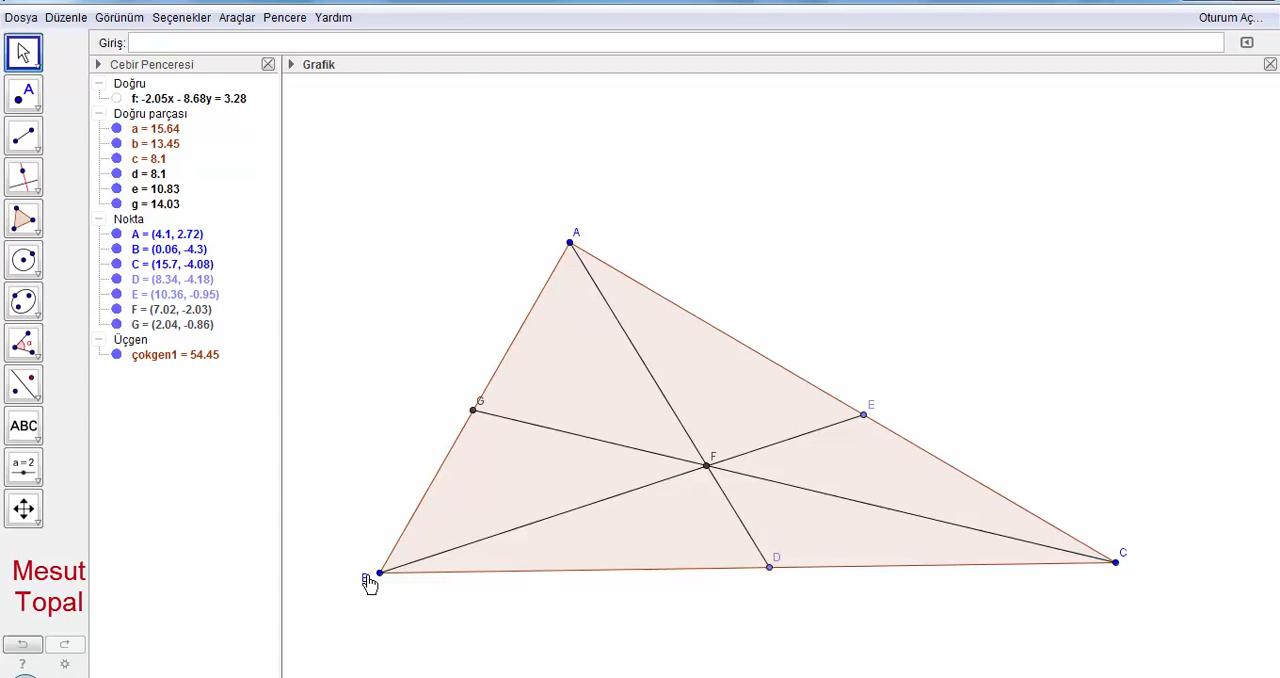 Dosya Düzenle Görünüm Seçenekler Araçlar Pencere Yardım Oturum Aç...
Giriş:
Cebir Penceresi
Grafik
Doğru
f: -2.05x - 8.68y = 3.28
Doğru parçası
a = 15.64
b = 13.45
c = 8.1
d = 8.1
e = 10.83
g = 14.03
Nokta
A = (4.1, 2.72)
B = (0.06, -4.3)
C = (15.7, -4.08)
D = (8.34, -4.18)
E = (10.36, -0.95)
F = (7.02, -2.03)
G = (2.04, -0.86)
Üçgen
çokgen1 = 54.45
A
ABC
a = 2
α
Mesut
Topal
?
A
G
E
F
D
C
B